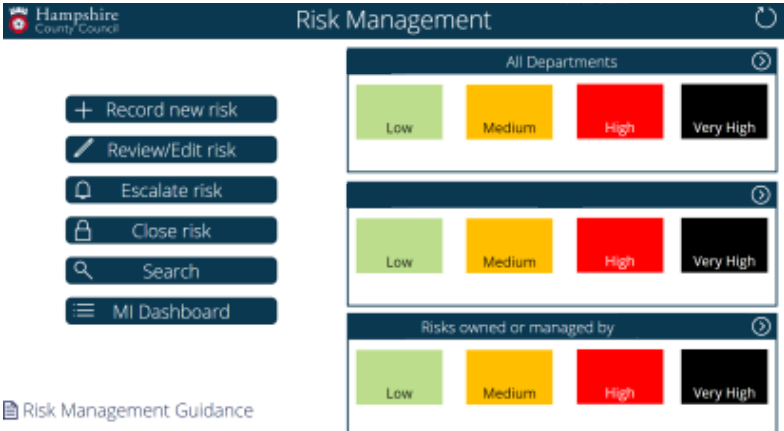 Hampshire
County Council
Risk Management
Record new risk
Review/Edit risk
Escalate risk
Close risk
Search
MI Dashboard
Risk Management Guidance
All Departments
Low Medium High Very High
Low Medium High Very High
Risks owned or managed by
Low Medium High Very High